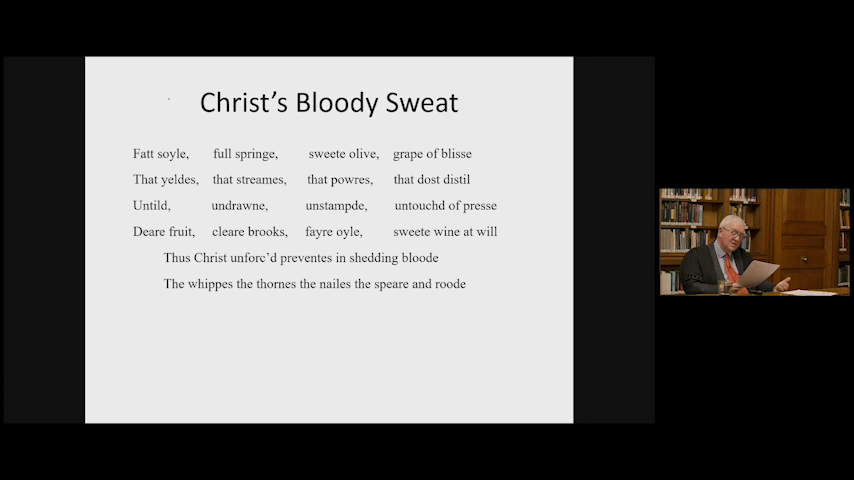 Christ's Bloody Sweat
Fatt soyle, full springe, sweete olive, grape of blisse
That yeldes, that streames, that powres, that dost distil
Untild, undrawne, unstampde, untouchd of presse
Deare fruit, cleare brooks, fayre oyle, sweete wine at will
Thus Christ unforc'd preventes in shedding bloode
The whippes the thornes the nailes the speare and roode